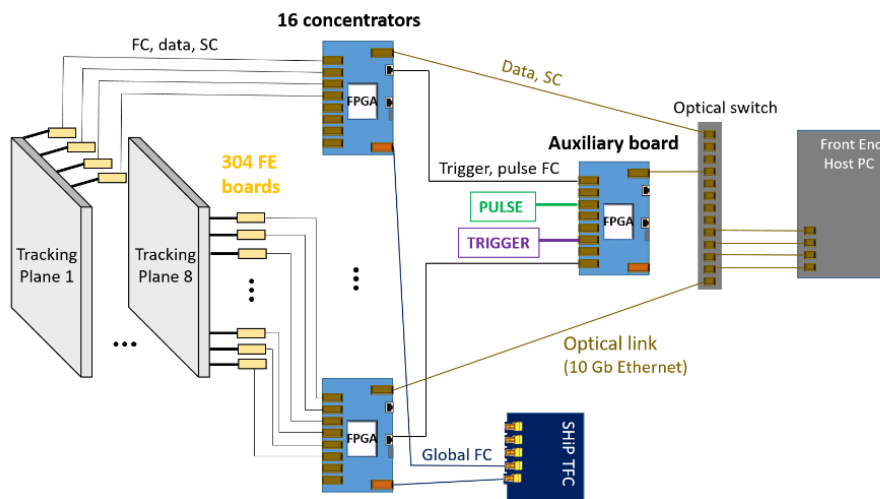 16 concentrators
FC, data, SC
Data, SC
Optical switch
FPGA
Front End
Host PC
Auxiliary board
304 FE
boards
Trigger, pulse FC
PULSE
FPGA
TRIGGER
Tracking
Plane 1
Tracking
Plane 8
Optical link
(10 Gb Ethernet)
FPGA
Global FC
SHiP TFC